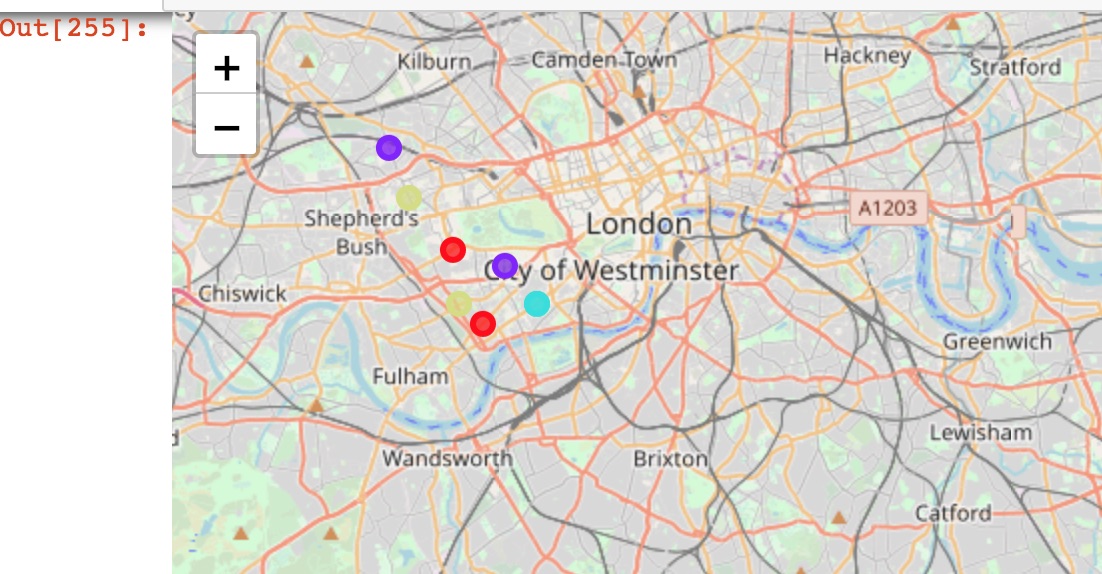 Out[255]:
ey
+
−
Kilburn
Camden Town
Hackney
Stratford
A1203
Shepherd's
Bush
London
City of Westminster
Chiswick
Greenwich
Fulham
Lewisham
Wandsworth
Brixton
Catford